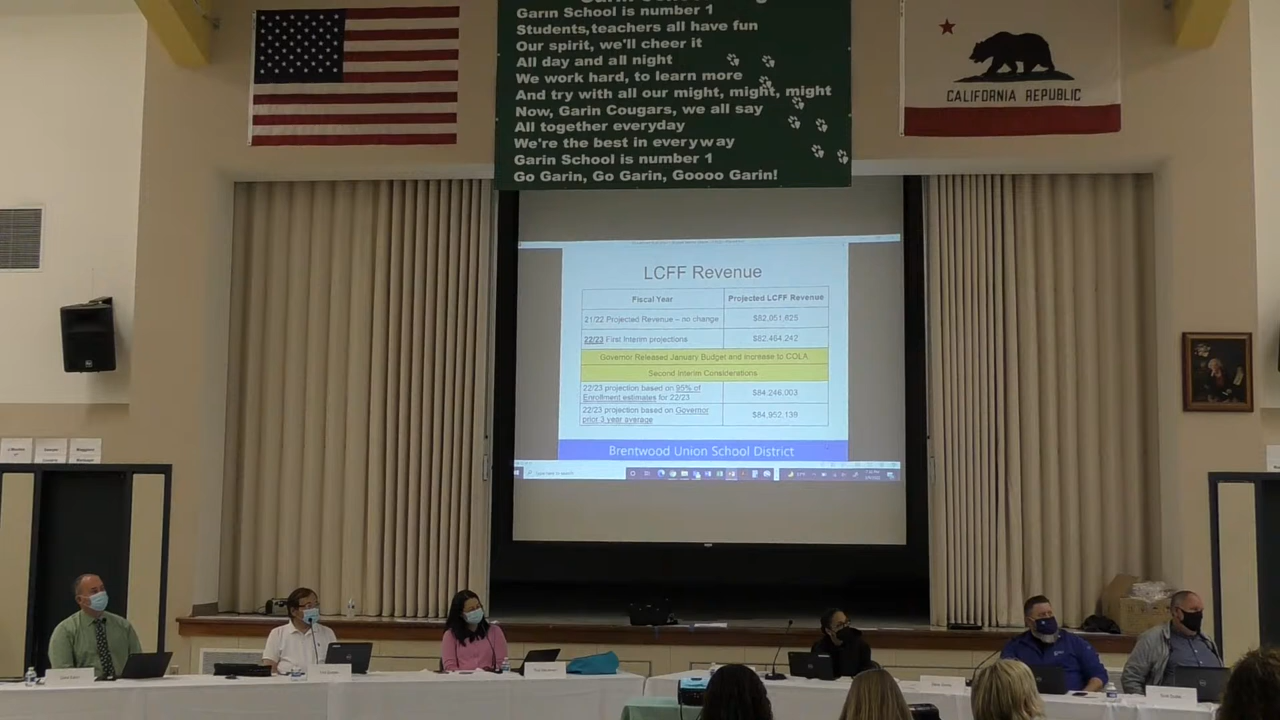 Garin School is number 1
Students, teachers all have fun
Our spirit, we'll cheer it
All day and all night
We work hard, to learn more
And try with all our might, might, might
Now, Garin Cougars, we all say
All together everyday
We're the best in everyway
Garin School is number 1
Go Garin, Go Garin, Goooo Garin!
CALIFORNIA REPUBLIC
LCFF Revenue
Fiscal Year
Projected LCFF Revenue
21/22 Projected Revenue – no change
$82,051,625
22/23 First Interim projections
$82,464,242
Governor Released January Budget and increase to COLA
Second Interim Considerations
22/23 projection based on 95% of
Enrollment estimates for 22/23
$84,246,003
22/23 projection based on Governor
prior 3 year average
$84,952,139
Brentwood Union School District